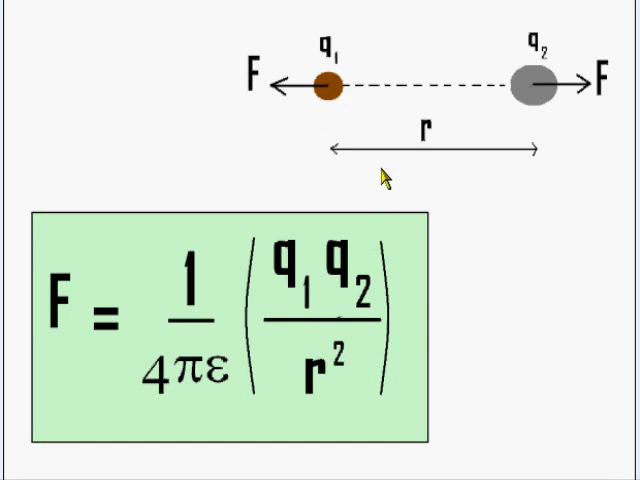 q₁ q₂
F F
r
F = 1 / 4πε ( q₁ q₂ / r² )